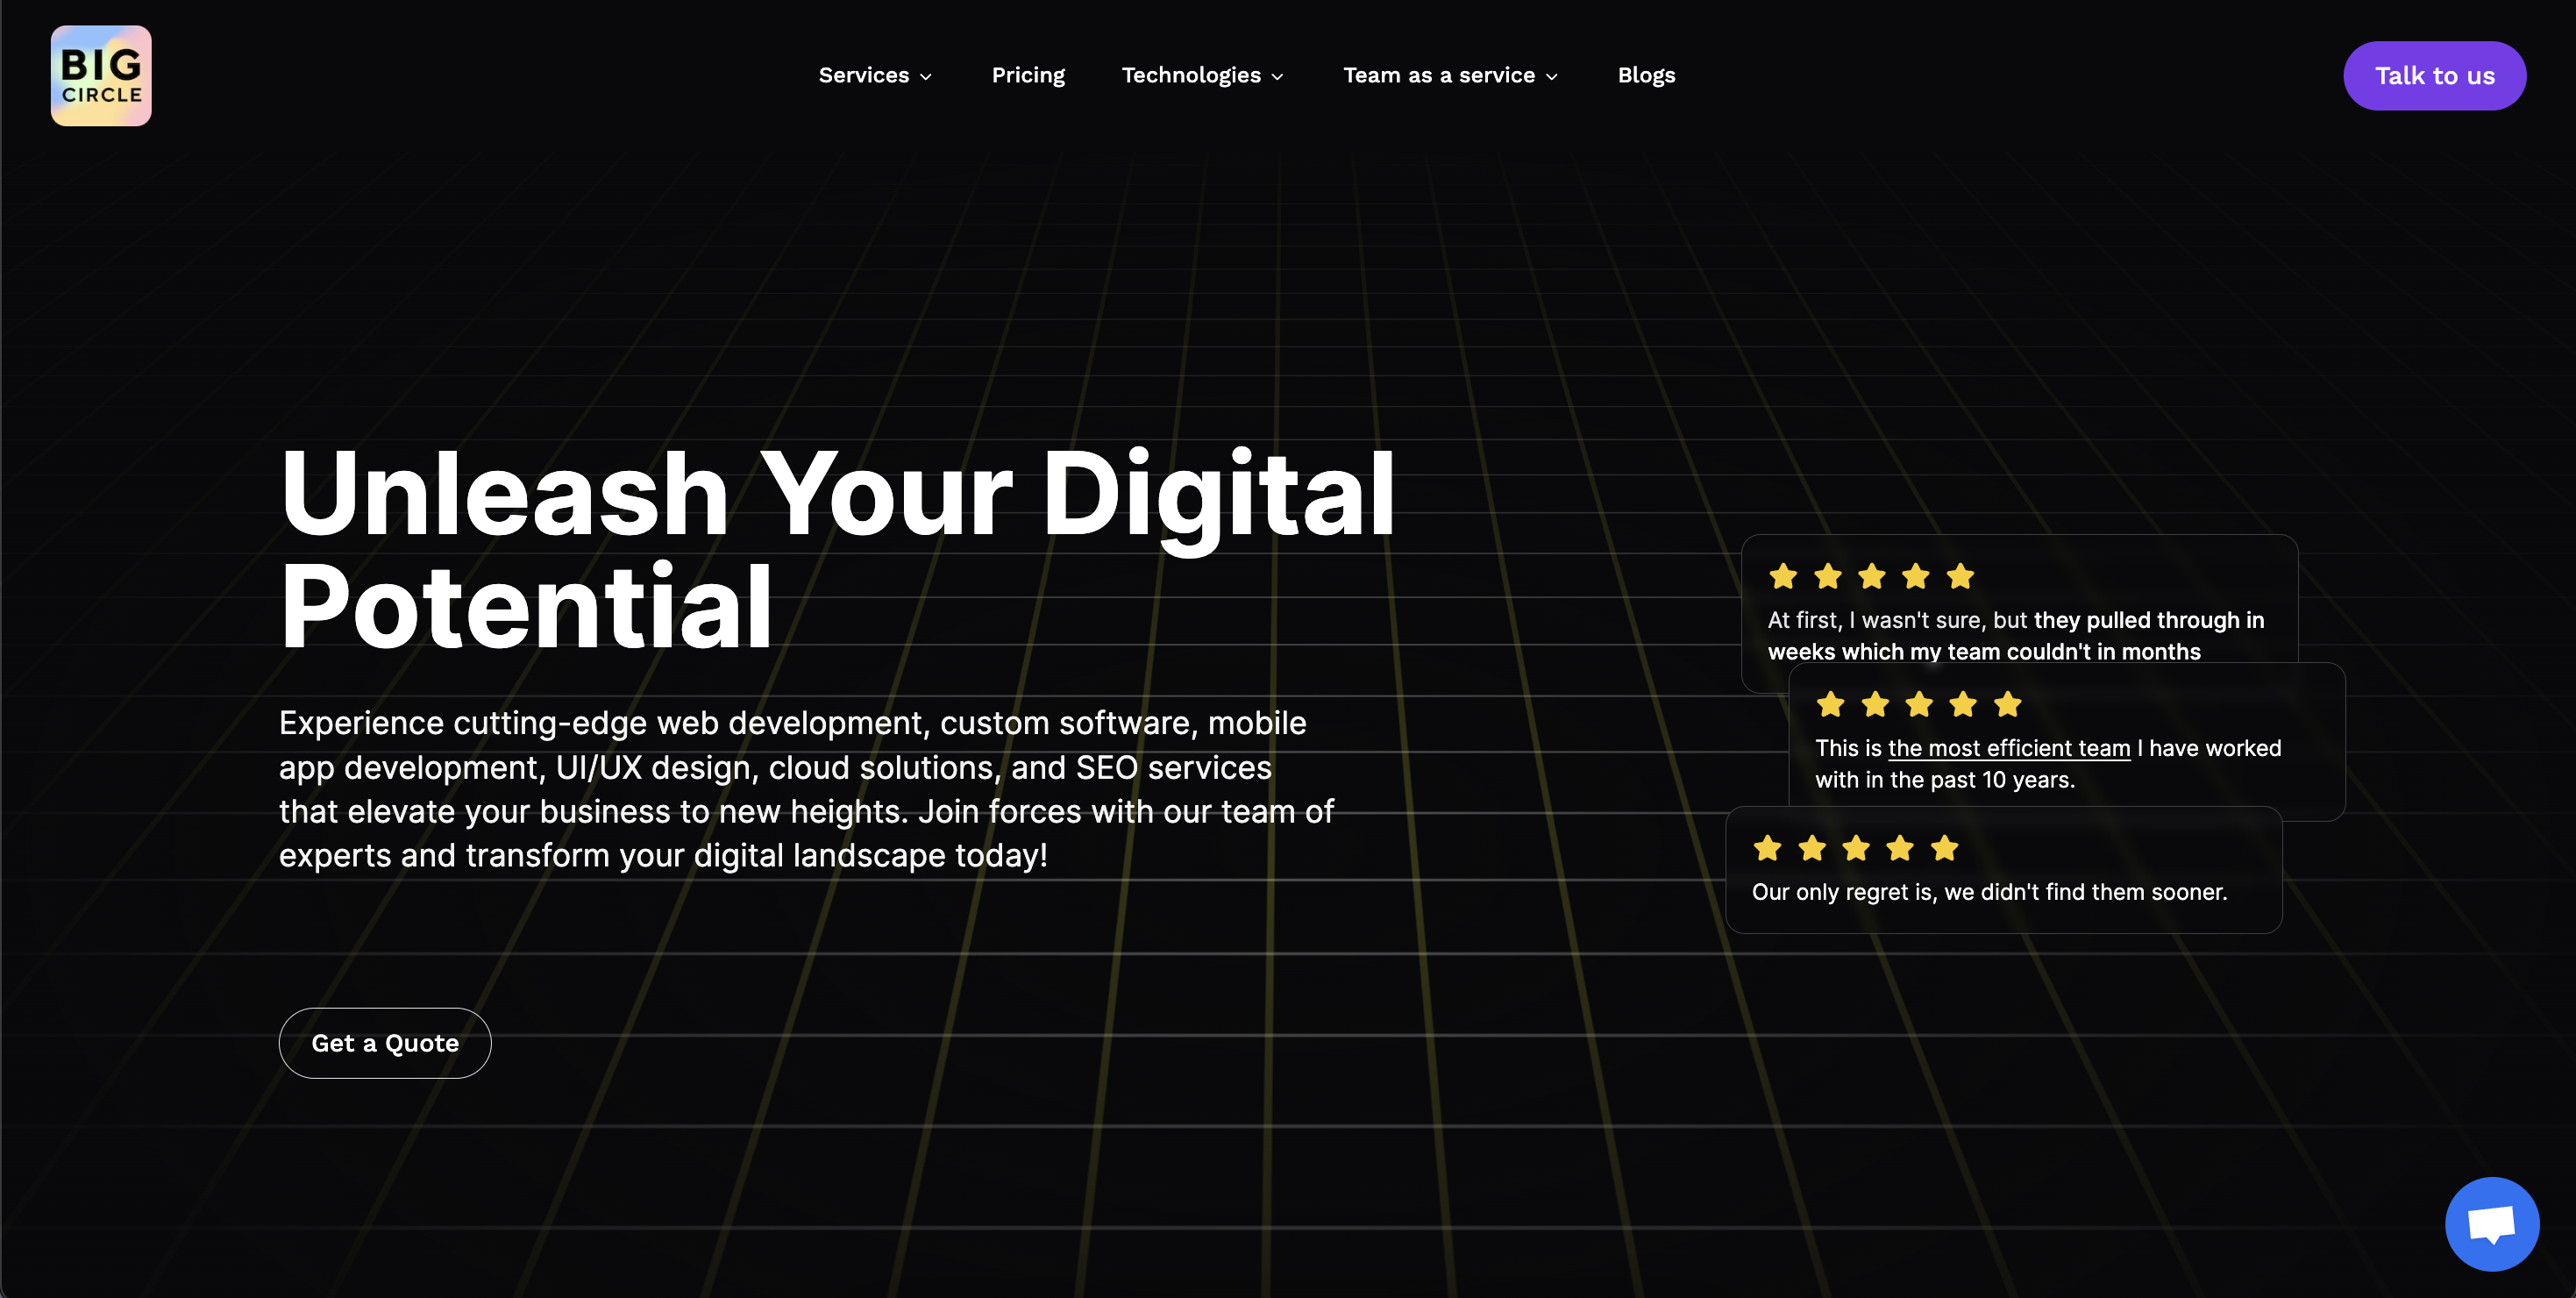 BIG
CIRCLE
Services
Pricing
Technologies
Team as a service
Blogs
Talk to us
Unleash Your Digital
Potential
Experience cutting-edge web development, custom software, mobile
app development, UI/UX design, cloud solutions, and SEO services
that elevate your business to new heights. Join forces with our team of
experts and transform your digital landscape today!
Get a Quote
At first, I wasn't sure, but they pulled through in
weeks which my team couldn't in months
This is the most efficient team I have worked
with in the past 10 years.
Our only regret is, we didn't find them sooner.